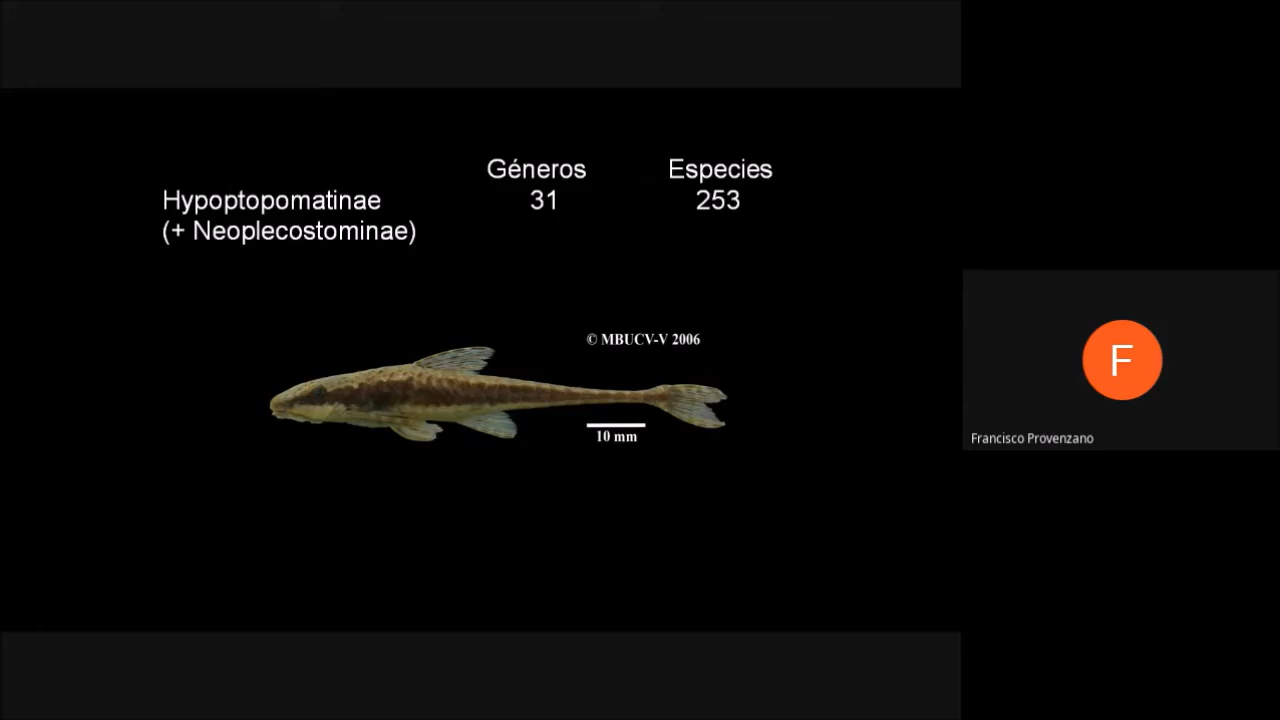 Géneros Especies
Hypoptopomatinae 31 253
(+ Neoplecostominae)
© MBUCV-V 2006
10 mm
F
Francisco Provenzano